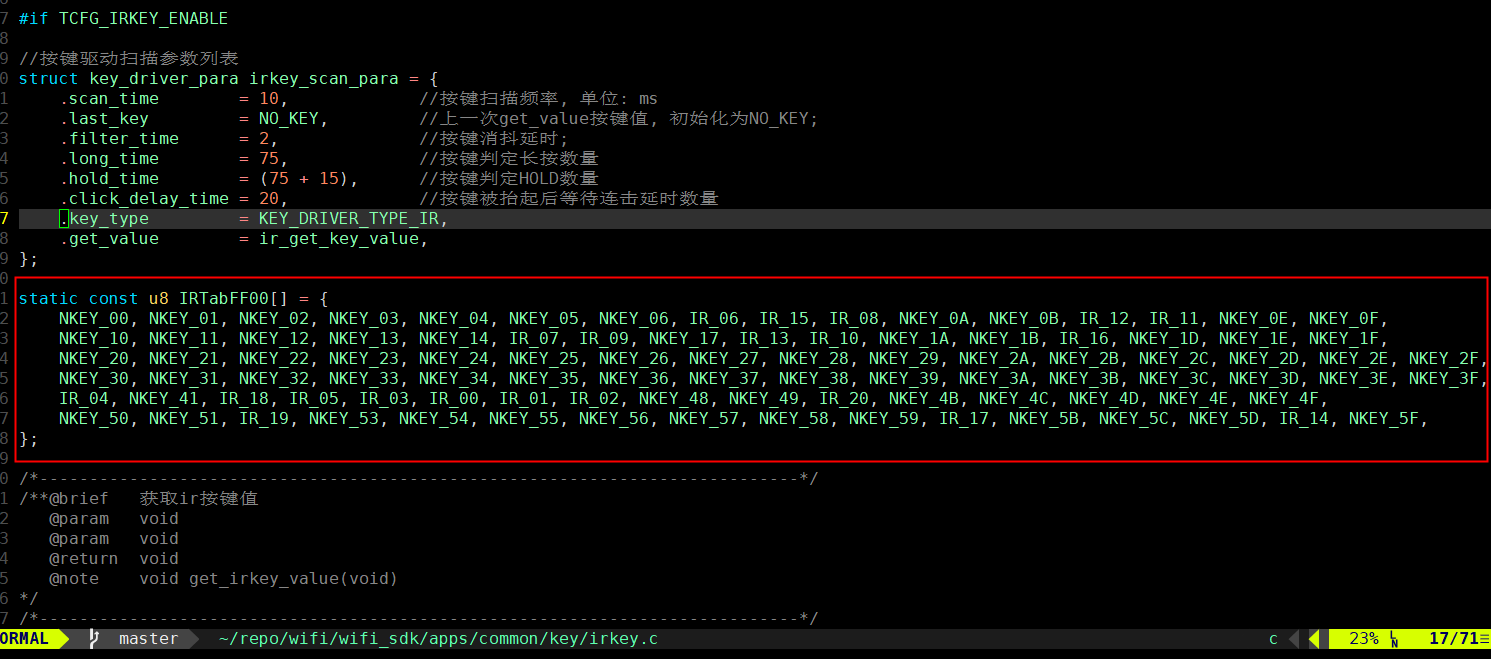 7 #if TCFG_IRKEY_ENABLE
8
9 //按键驱动扫描参数列表
0 struct key_driver_para irkey_scan_para = {
1 .scan_time = 10, //按键扫描频率, 单位: ms
2 .last_key = NO_KEY, //上一次get_value按键值, 初始化为NO_KEY;
3 .filter_time = 2, //按键消抖延时;
4 .long_time = 75, //按键判定长按数量
5 .hold_time = (75 + 15), //按键判定HOLD数量
6 .click_delay_time = 20, //按键被抬起后等待连击延时数量
7 .key_type = KEY_DRIVER_TYPE_IR,
8 .get_value = ir_get_key_value,
9 };
0
1 static const u8 IRTabFF00[] = {
2 NKEY_00, NKEY_01, NKEY_02, NKEY_03, NKEY_04, NKEY_05, NKEY_06, IR_06, IR_15, IR_08, NKEY_0A, NKEY_0B, IR_12, IR_11, NKEY_0E, NKEY_0F,
3 NKEY_10, NKEY_11, NKEY_12, NKEY_13, NKEY_14, IR_07, IR_09, NKEY_17, IR_13, IR_10, NKEY_1A, NKEY_1B, IR_16, NKEY_1D, NKEY_1E, NKEY_1F,
4 NKEY_20, NKEY_21, NKEY_22, NKEY_23, NKEY_24, NKEY_25, NKEY_26, NKEY_27, NKEY_28, NKEY_29, NKEY_2A, NKEY_2B, NKEY_2C, NKEY_2D, NKEY_2E, NKEY_2F,
5 NKEY_30, NKEY_31, NKEY_32, NKEY_33, NKEY_34, NKEY_35, NKEY_36, NKEY_37, NKEY_38, NKEY_39, NKEY_3A, NKEY_3B, NKEY_3C, NKEY_3D, NKEY_3E, NKEY_3F,
6 IR_04, NKEY_41, IR_18, IR_05, IR_03, IR_00, IR_01, IR_02, NKEY_48, NKEY_49, IR_20, NKEY_4B, NKEY_4C, NKEY_4D, NKEY_4E, NKEY_4F,
7 NKEY_50, NKEY_51, IR_19, NKEY_53, NKEY_54, NKEY_55, NKEY_56, NKEY_57, NKEY_58, NKEY_59, IR_17, NKEY_5B, NKEY_5C, NKEY_5D, IR_14, NKEY_5F,
8 };
9
0 /*----------------------------------------------------------------------------*/
1 /**@brief 获取ir按键值
2 @param void
3 @param void
4 @return void
5 @note void get_irkey_value(void)
6 */
7 /*----------------------------------------------------------------------------*/
ORMAL master ~/repo/wifi/wifi_sdk/apps/common/key/irkey.c c 23% 17/71